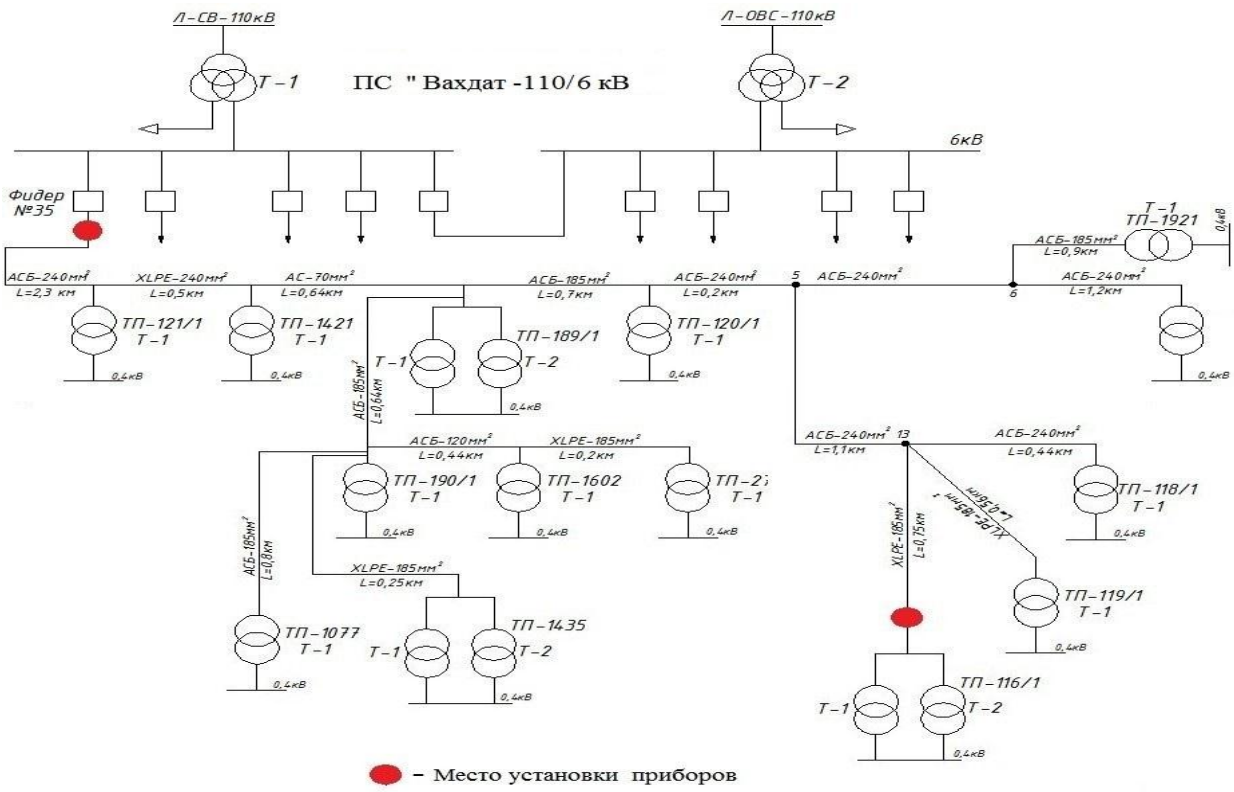 Л-СВ-110кВ
Л-ОВС-110кВ
Т-1
ПС " Вахдат -110/6 кВ
Т-2
6кВ
Фидер
№35
Т-1
ТП-1921
0,4кВ
АСБ-185мм²
L=0,9км
АСБ-240мм²
L=2,3 км
XLPE-240мм²
L=0,5км
АС-70мм²
L=0,64км
АСБ-185мм²
L=0,7км
АСБ-240мм²
L=0,2км
5
АСБ-240мм²
6
АСБ-240мм²
L=1,2км
ТП-121/1
Т-1
0,4кВ
ТП-1421
Т-1
0,4кВ
ТП-189/1
Т-1
Т-2
0,4кВ
ТП-120/1
Т-1
0,4кВ
0,4кВ
АСБ-185мм²
L=0,64км
АСБ-120мм²
L=0,44км
XLPE-185мм²
L=0,2км
АСБ-240мм²
L=1,1км
13
АСБ-240мм²
L=0,44км
ТП-190/1
Т-1
0,4кВ
ТП-1602
Т-1
0,4кВ
ТП-27
Т-1
0,4кВ
ТП-118/1
Т-1
0,4кВ
XLPE-185мм²
L=0,56км
XLPE-185мм²
L=0,75км
АСБ-185мм²
L=0,8км
XLPE-185мм²
L=0,25км
ТП-119/1
Т-1
0,4кВ
ТП-1077
Т-1
0,4кВ
ТП-1435
Т-1
Т-2
0,4кВ
ТП-116/1
Т-1
Т-2
0,4кВ
- Место установки приборов